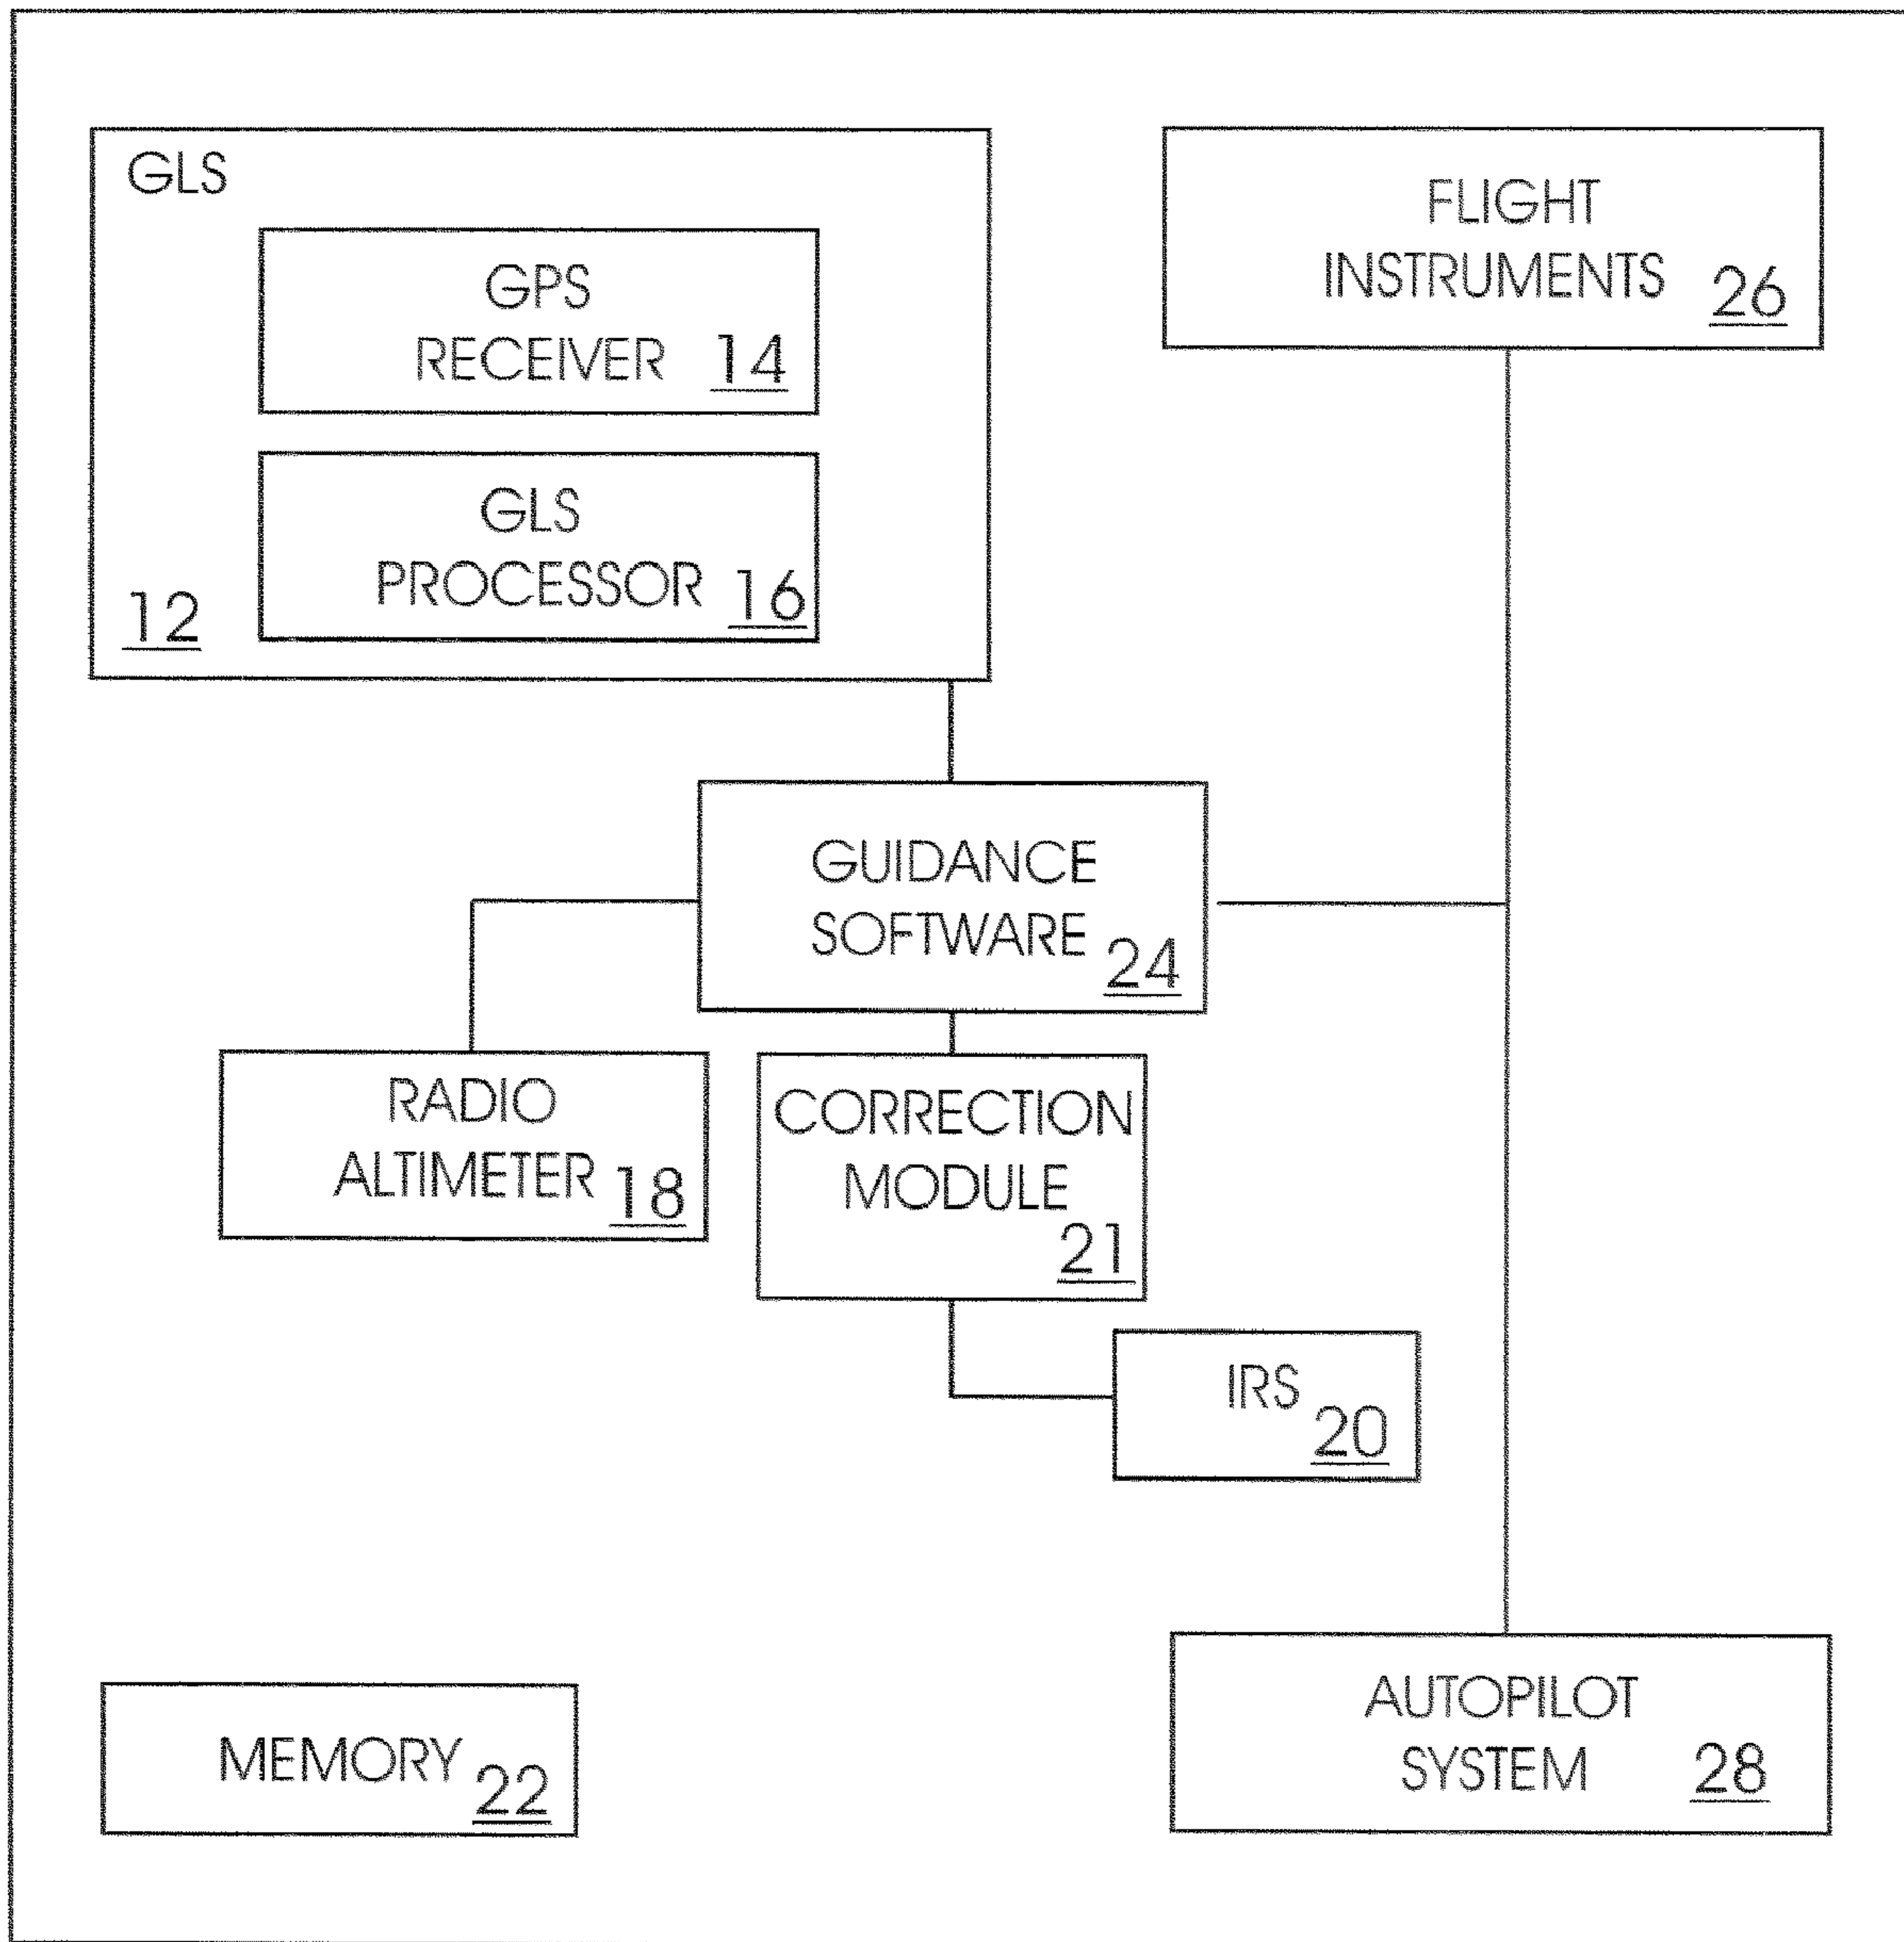 GLS
GPS
RECEIVER 14
GLS
PROCESSOR 16
12
FLIGHT
INSTRUMENTS 26
GUIDANCE
SOFTWARE 24
RADIO
ALTIMETER 18
CORRECTION
MODULE
21
IRS 20
MEMORY 22
AUTOPILOT
SYSTEM 28